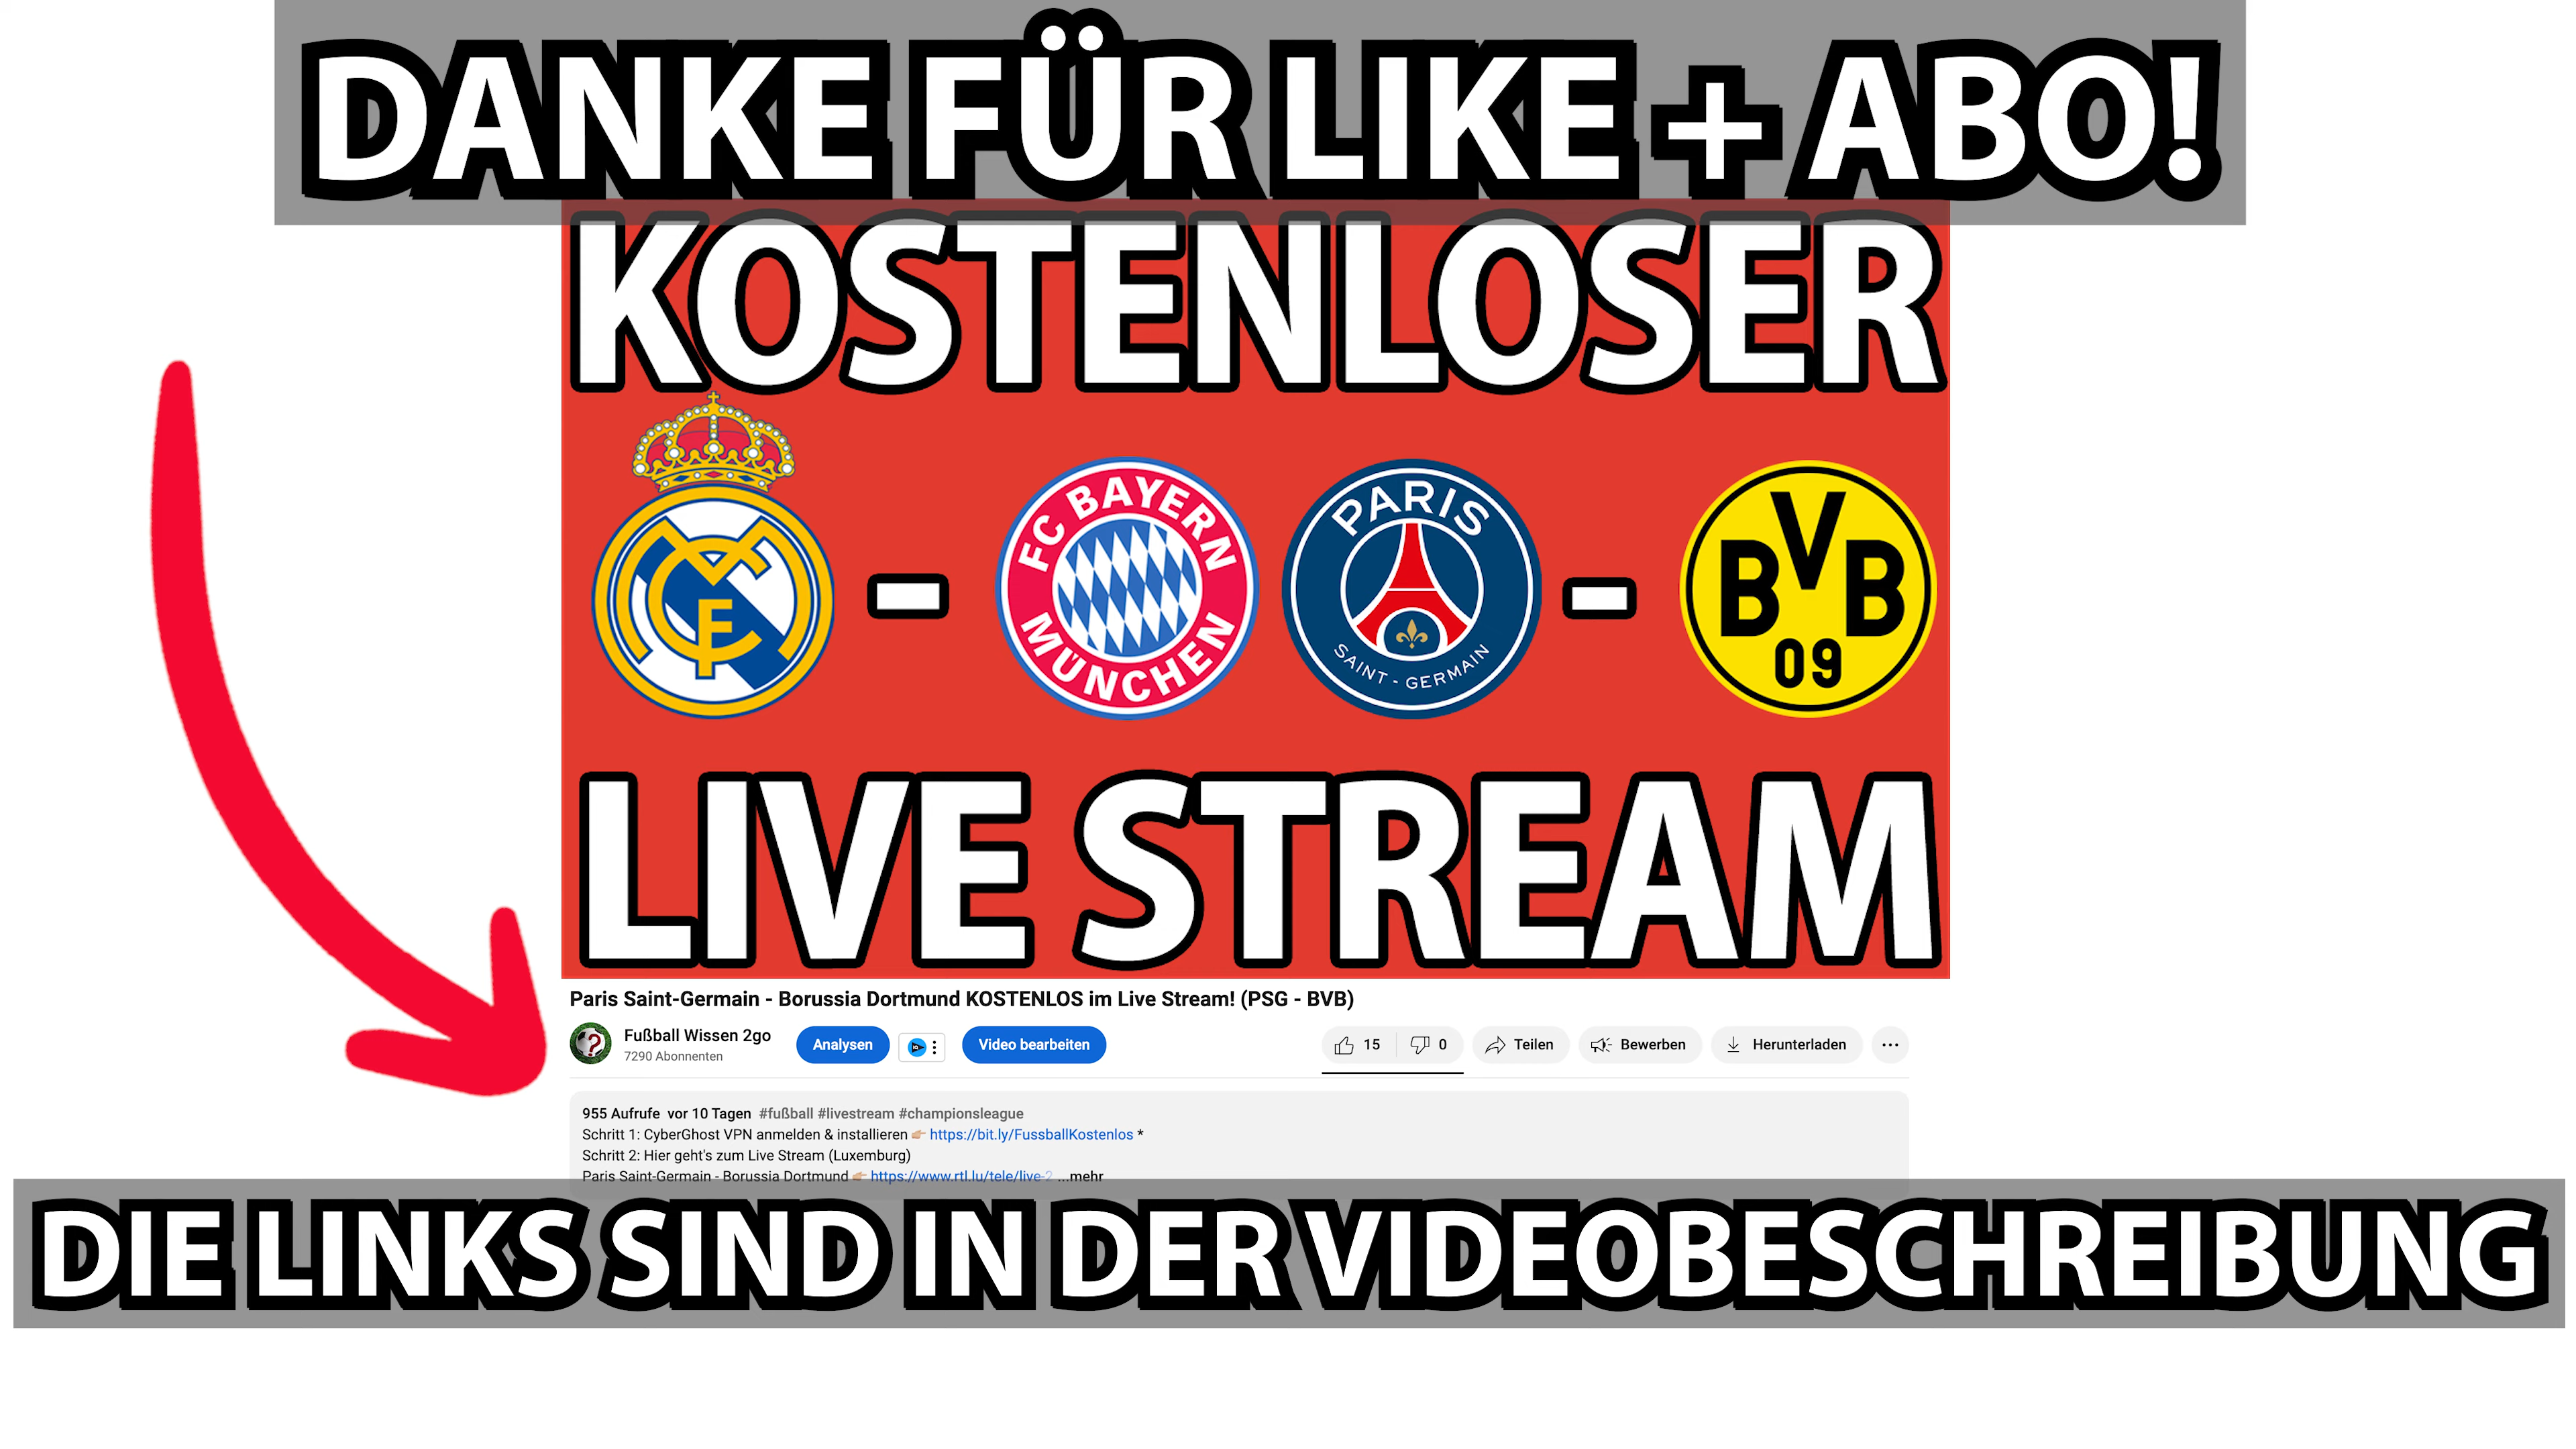 DANKE FÜR LIKE + ABO!
KOSTENLOSER
FC BAYERN
MÜNCHEN
PARIS
SAINT - GERMAIN
BVB
09
-
-
LIVE STREAM
Paris Saint-Germain - Borussia Dortmund KOSTENLOS im Live Stream! (PSG - BVB)
Fußball Wissen 2go
7290 Abonnenten
Analysen
Video bearbeiten
15
0
Teilen
Bewerben
Herunterladen
955 Aufrufe vor 10 Tagen #fußball #livestream #championsleague
Schritt 1: CyberGhost VPN anmelden & installieren 👉🏼 https://bit.ly/FussballKostenlos *
Schritt 2: Hier geht's zum Live Stream (Luxemburg)
Paris Saint-Germain - Borussia Dortmund 👉🏼 https://www.rtl.lu/tele/live-2 ...mehr
DIE LINKS SIND IN DER VIDEOBESCHREIBUNG